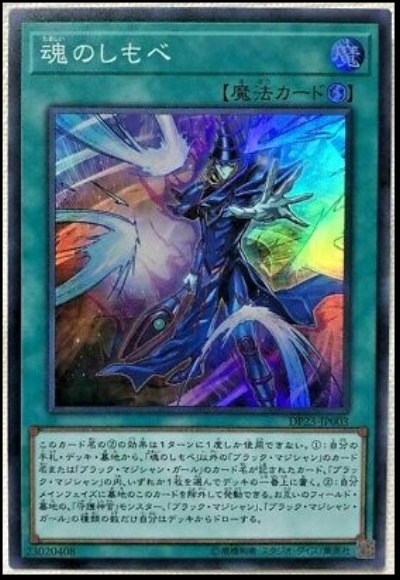 魂のしもべ
たましい
魔
【魔法カード】
ま ほう
DP23-JP003
このカード名の②の効果は１ターンに１度しか使用できない。①：自分の
手札・デッキ・墓地から、「魂のしもべ」以外の「ブラック・マジシャン」のカード
名または「ブラック・マジシャン・ガール」のカード名が記されたカード、「ブラッ
ク・マジシャン」の内、いずれか１枚を選んでデッキの一番上に置く。②：自分
メインフェイズに墓地のこのカードを除外して発動できる。お互いのフィールド・
墓地の、「守護神官」モンスター、「ブラック・マジシャン」、「ブラック・マジシャン・
ガール」の種類の数だけ自分はデッキからドローする。
23020408
©高橋和希 スタジオ・ダイス/集英社